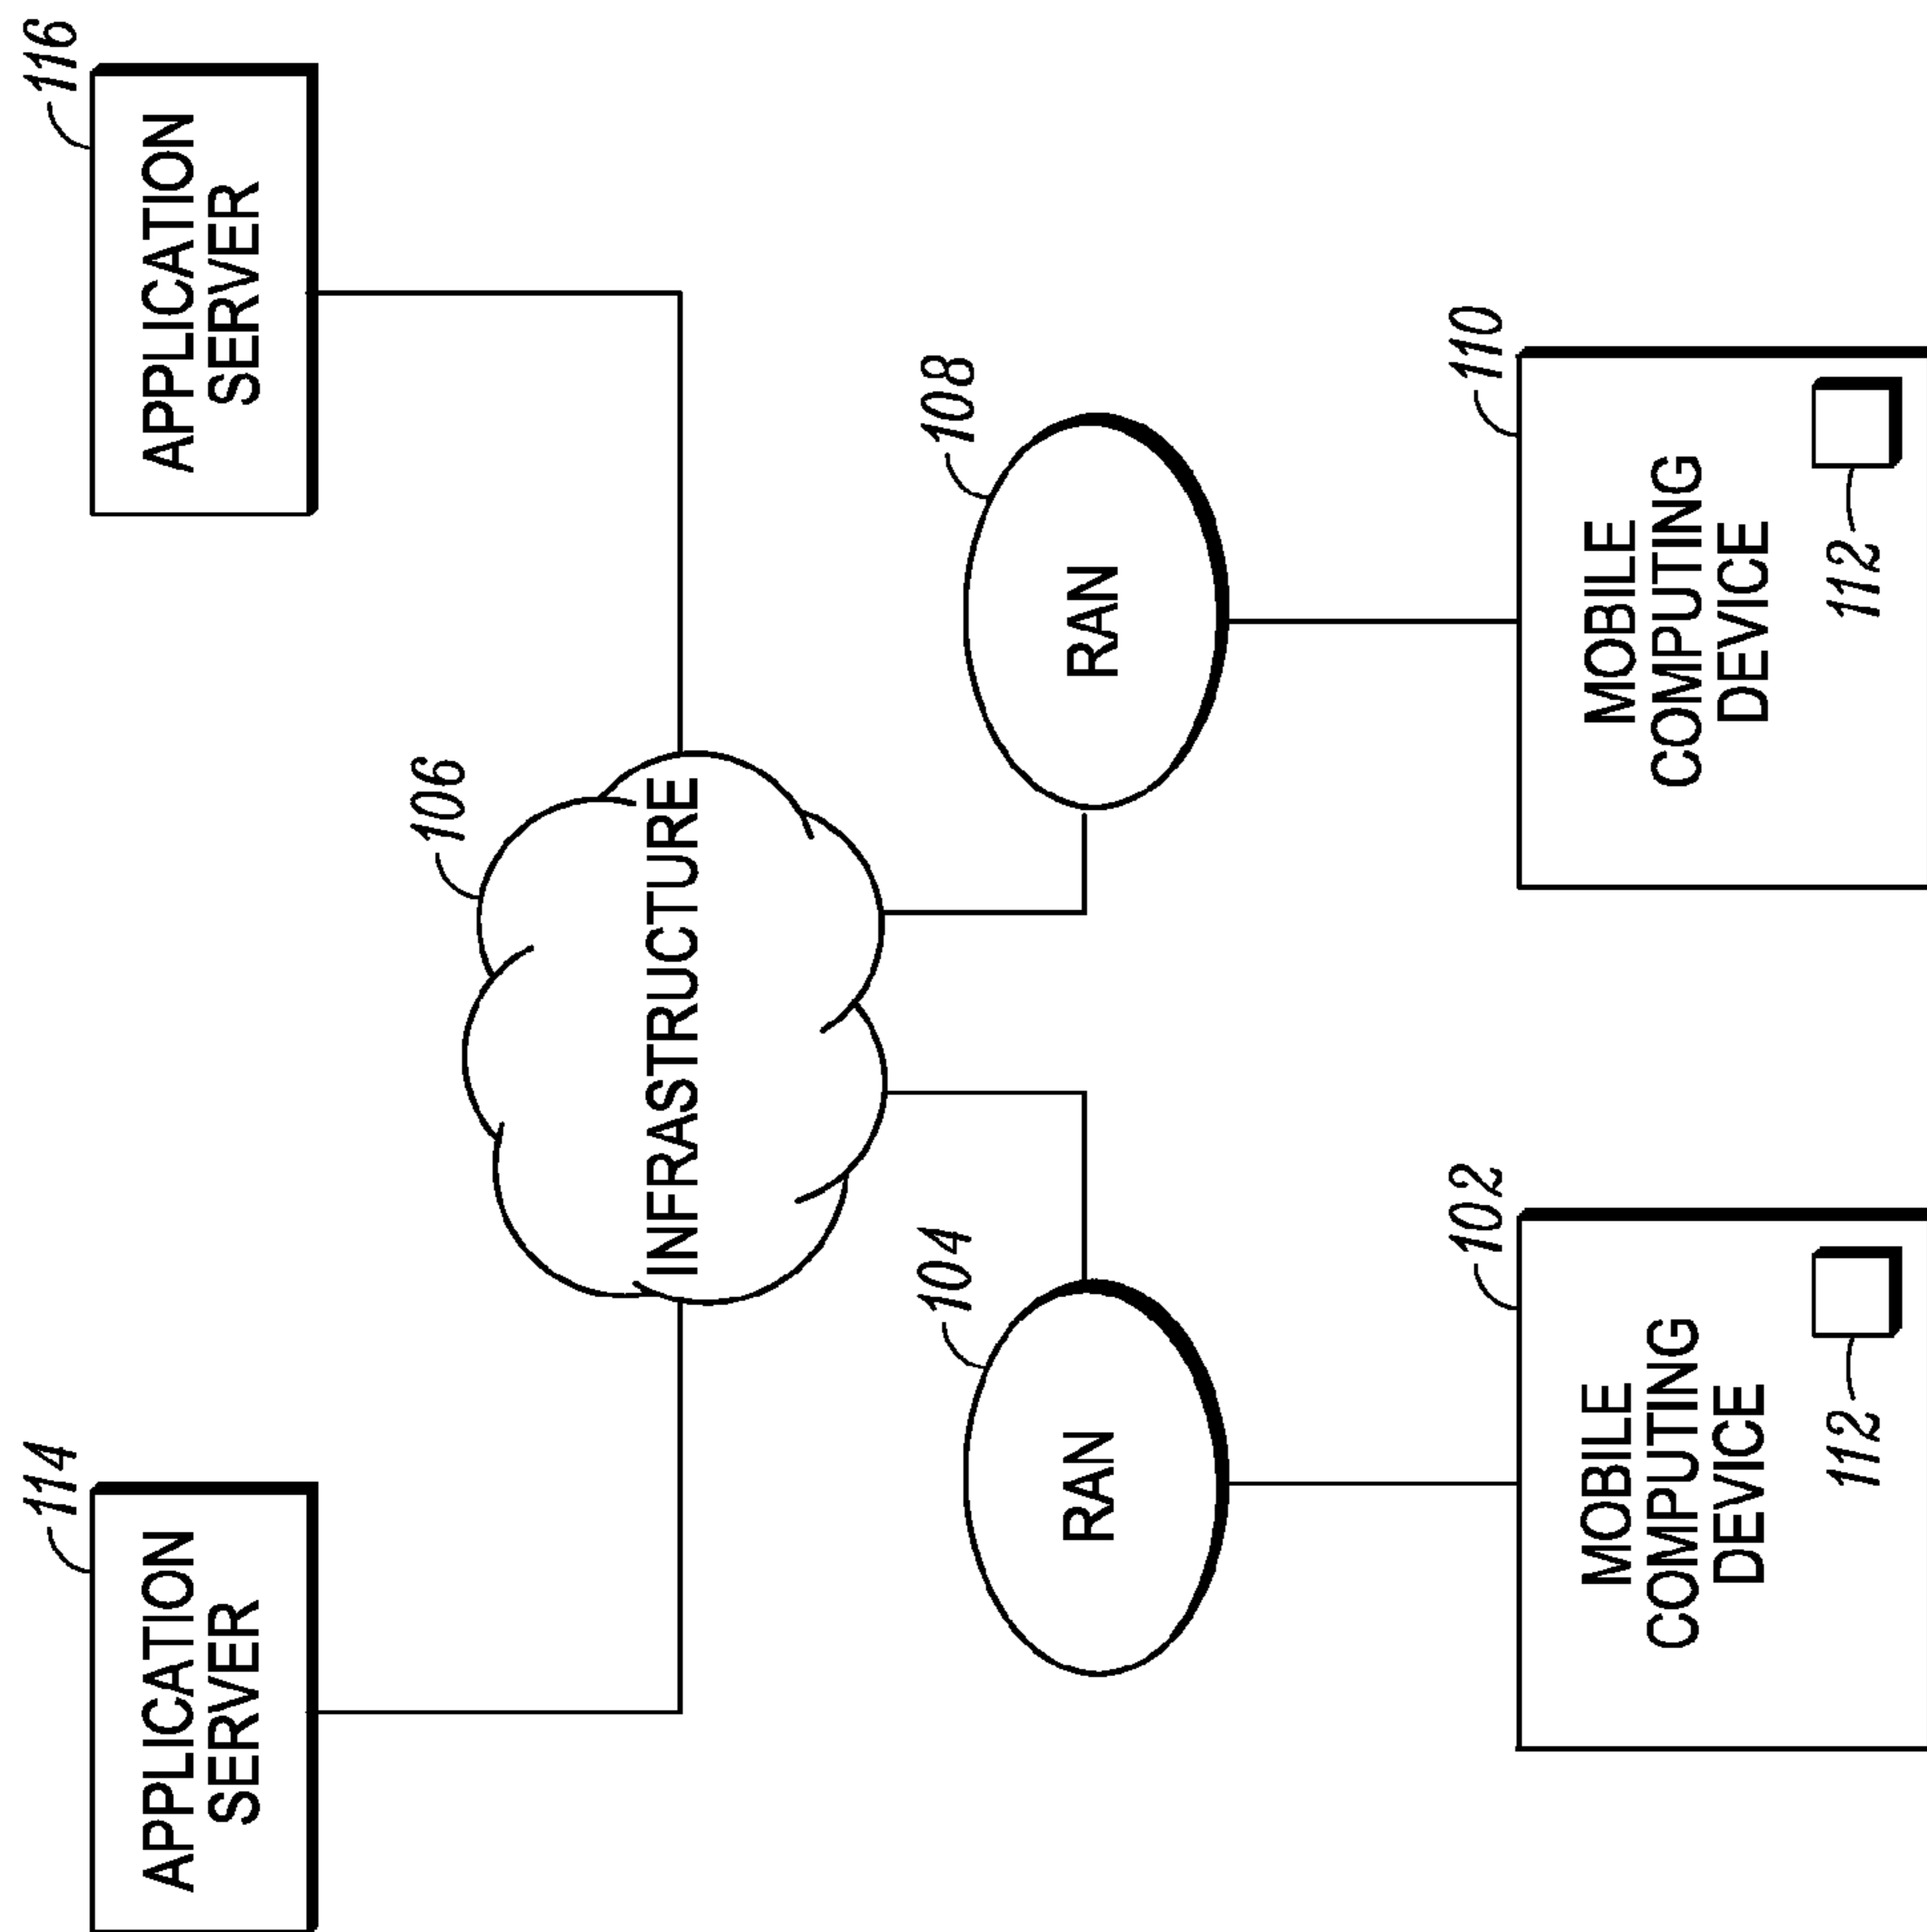 114
APPLICATION
SERVER
116
APPLICATION
SERVER
106
INFRASTRUCTURE
104
RAN
108
RAN
102
MOBILE
COMPUTING
DEVICE
112
110
MOBILE
COMPUTING
DEVICE
112